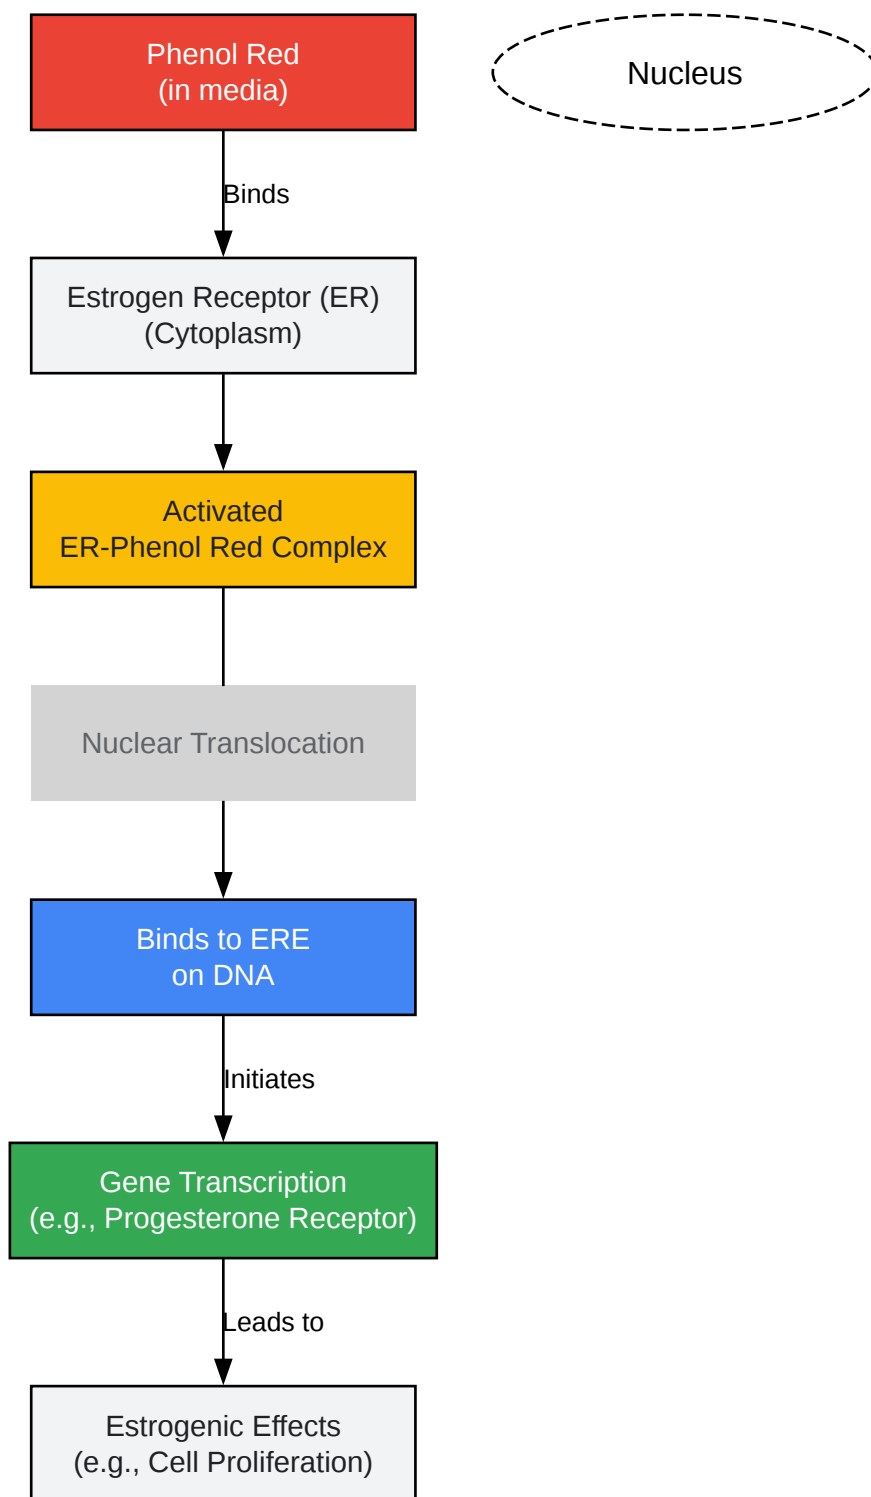 Phenol Red
(in media)
Nucleus
Binds
Estrogen Receptor (ER)
(Cytoplasm)
Activated
ER-Phenol Red Complex
Nuclear Translocation
Binds to ERE
on DNA
Initiates
Gene Transcription
(e.g., Progesterone Receptor)
Leads to
Estrogenic Effects
(e.g., Cell Proliferation)